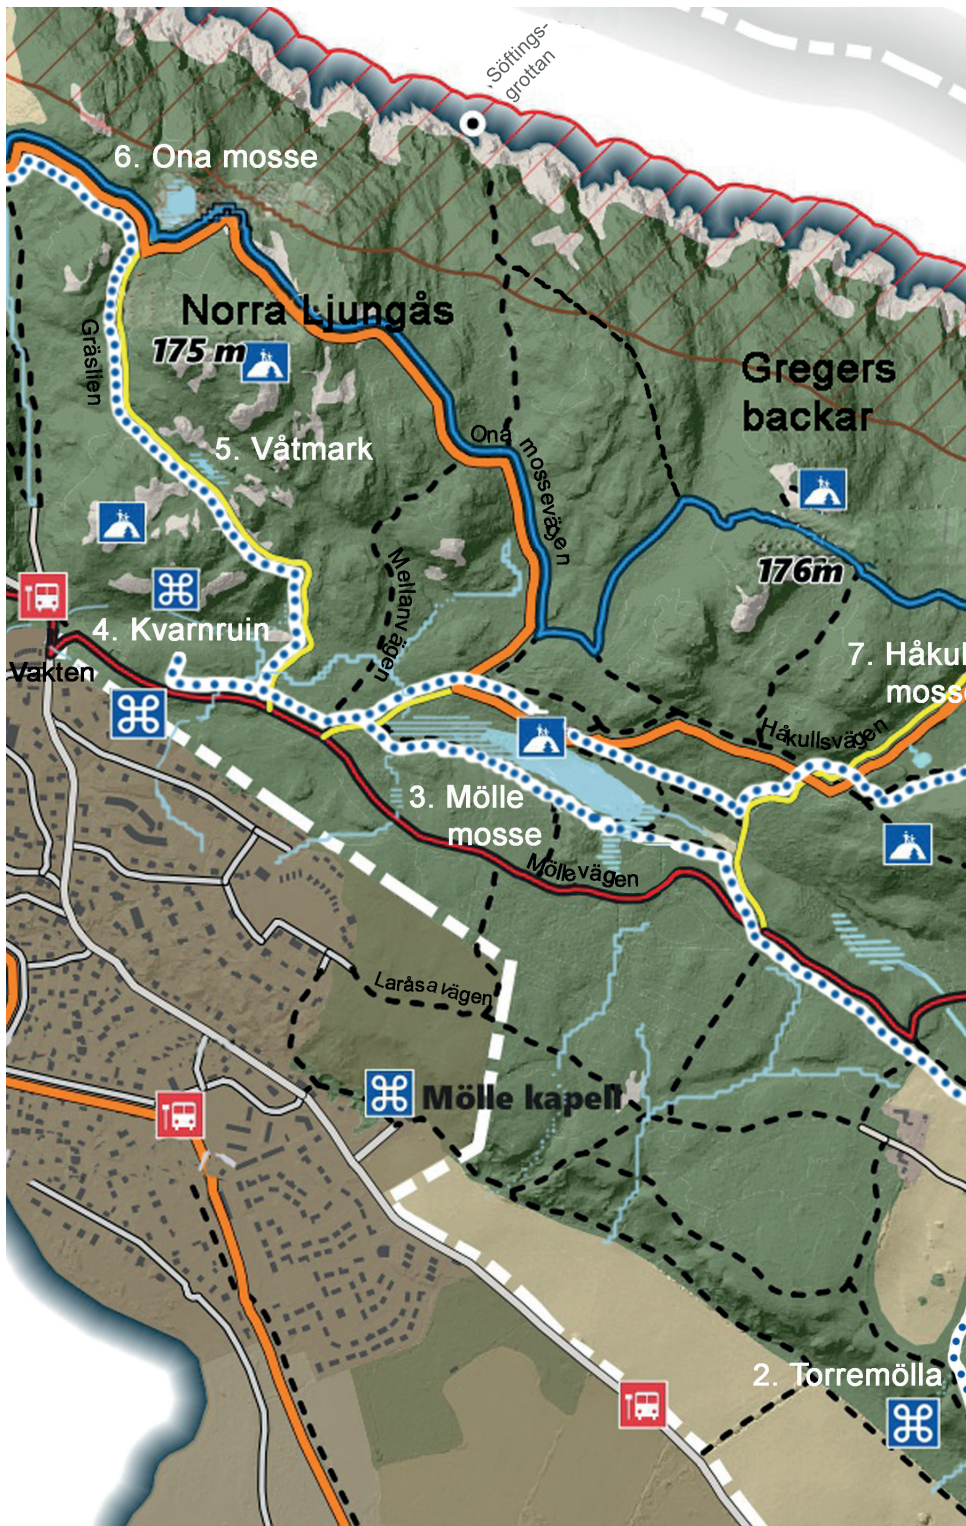 Söftings-
grottan
6. Ona mosse
Norra Ljungås
175 m
Gräslien
Gregers
backar
5. Våtmark
Ona mossevägen
176m
Mellanvägen
4. Kvarnruin
Vakten
7. Håkul
mosse
Håkullsvägen
3. Mölle
mosse
Möllevägen
Laråsavägen
Mölle kapell
2. Torremölla